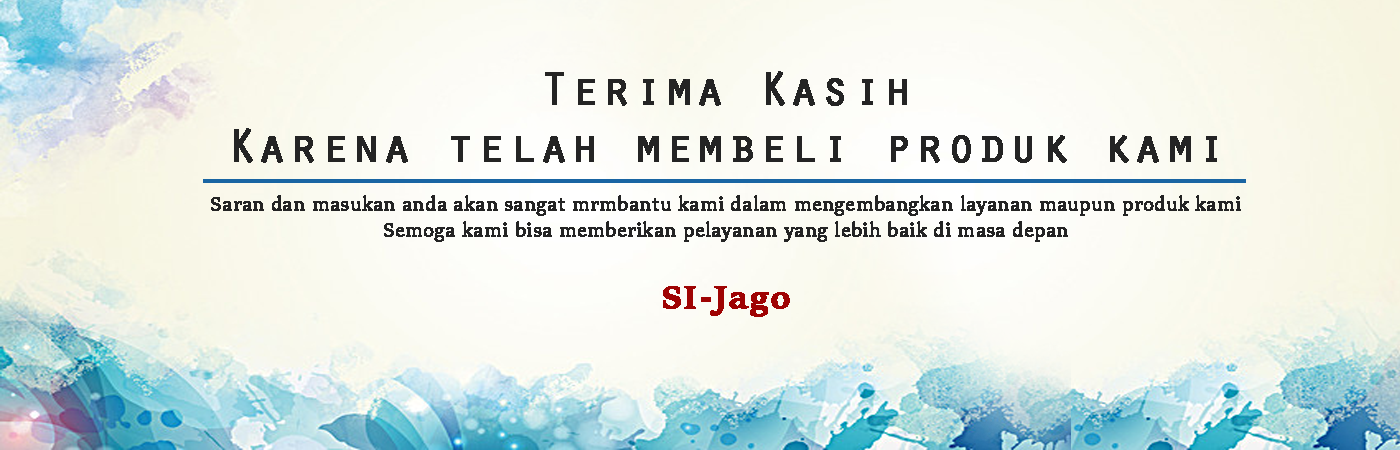 Terima Kasih
Karena telah membeli produk kami
Saran dan masukan anda akan sangat mrmbantu kami dalam mengembangkan layanan maupun produk kami
Semoga kami bisa memberikan pelayanan yang lebih baik di masa depan
SI-Jago